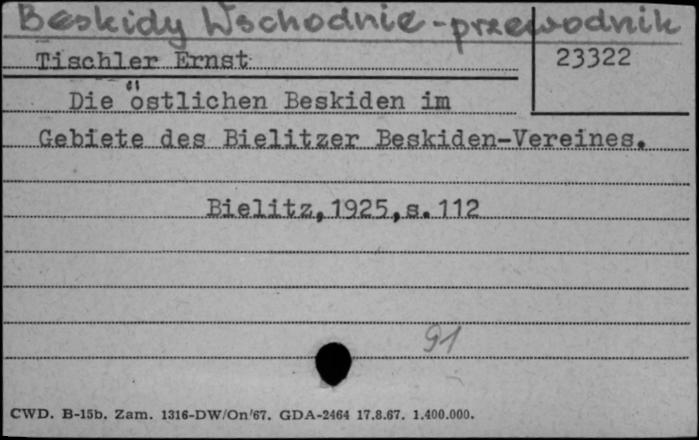 Beskidy Wschodnie - przewodnik
Tischler Ernst
23322
Die östlichen Beskiden im
Gebiete des Bielitzer Beskiden-Vereines.
Bielitz, 1925, s. 112
91
CWD. B-15b. Zam. 1316-DW/On/67. GDA-2464 17.8.67. 1.400.000.